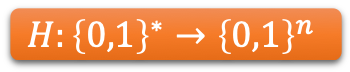 H: {0,1}* → {0,1}ⁿ